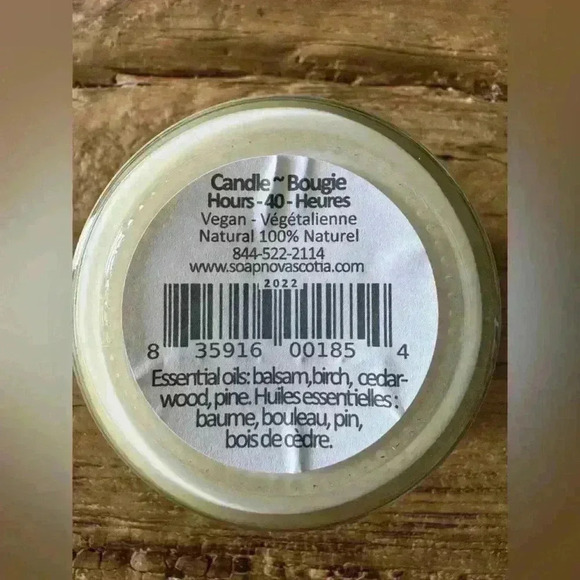 Candle ~ Bougie
Hours - 40 - Heures
Vegan - Végétalienne
Natural 100% Naturel
844-522-2114
www.soapnovascotia.com
2022
8 35916 00185 4
Essential oils: balsam, birch, cedar-
wood, pine. Huiles essentielles :
baume, bouleau, pin,
bois de cèdre.